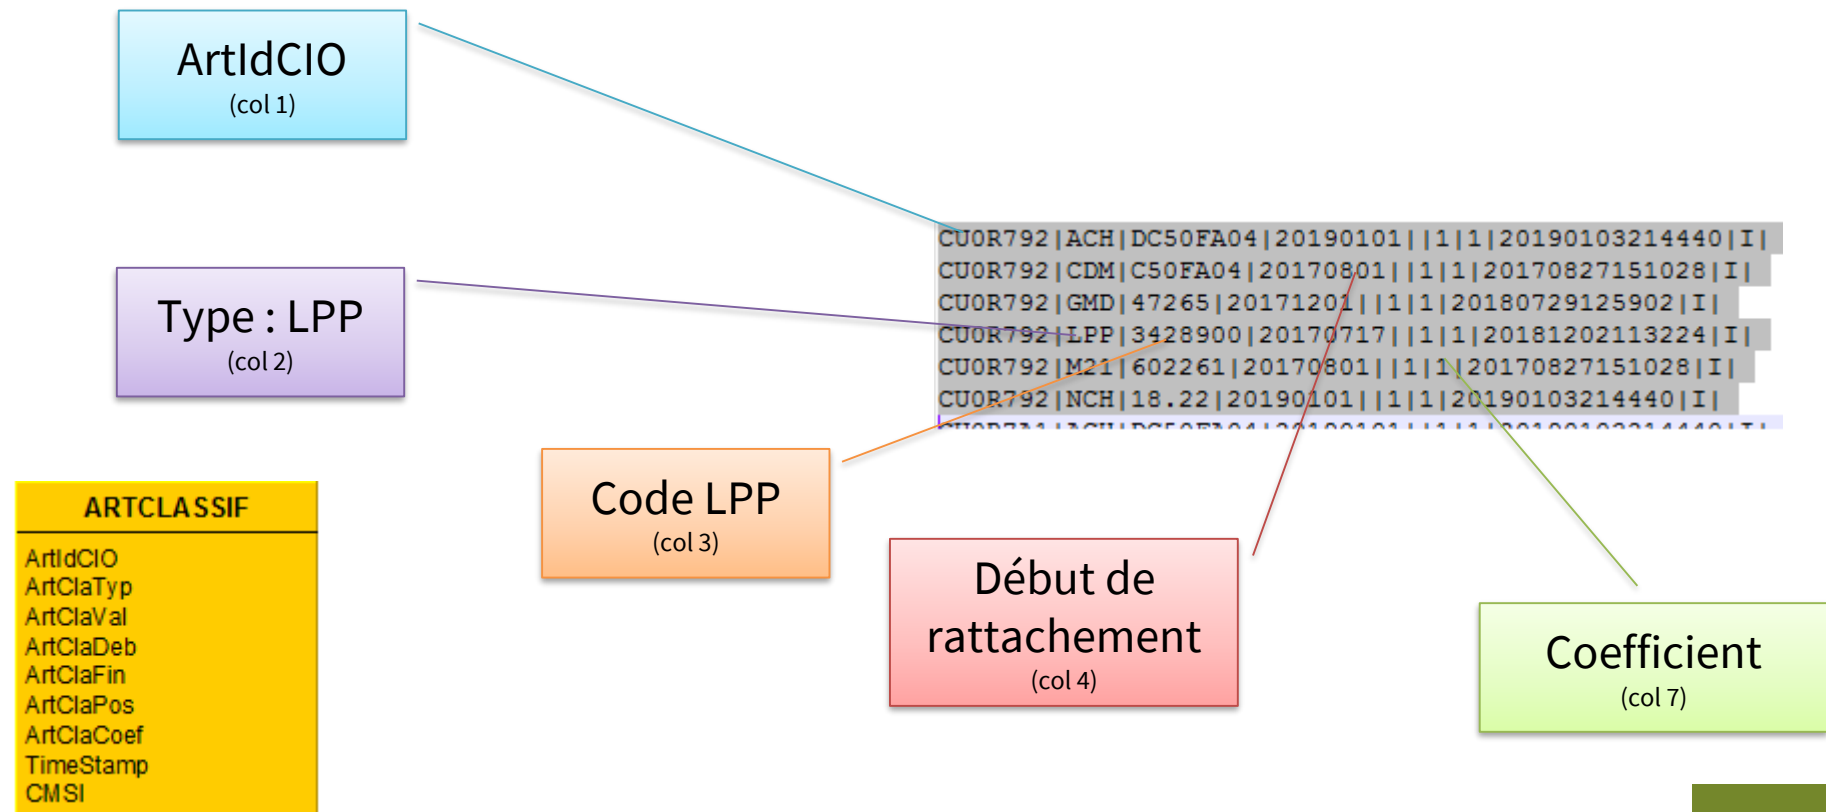 ArtIdCIO
(col 1)
CU0R792|ACH|DC50FA04|20190101||1|1|20190103214440|I|
CU0R792|CDM|C50FA04|20170801||1|1|20170827151028|I|
CU0R792|GMD|47265|20171201||1|1|20180729125902|I|
CU0R792|LPP|3428900|20170717||1|1|20181202113224|I|
CU0R792|M21|602261|20170801||1|1|20170827151028|I|
CU0R792|NCH|18.22|20190101||1|1|20190103214440|I|
Type : LPP
(col 2)
Code LPP
(col 3)
Début de
rattachement
(col 4)
Coefficient
(col 7)
ARTCLASSIF
ArtIdCIO
ArtClaTyp
ArtClaVal
ArtClaDeb
ArtClaFin
ArtClaPos
ArtClaCoef
TimeStamp
CMSI